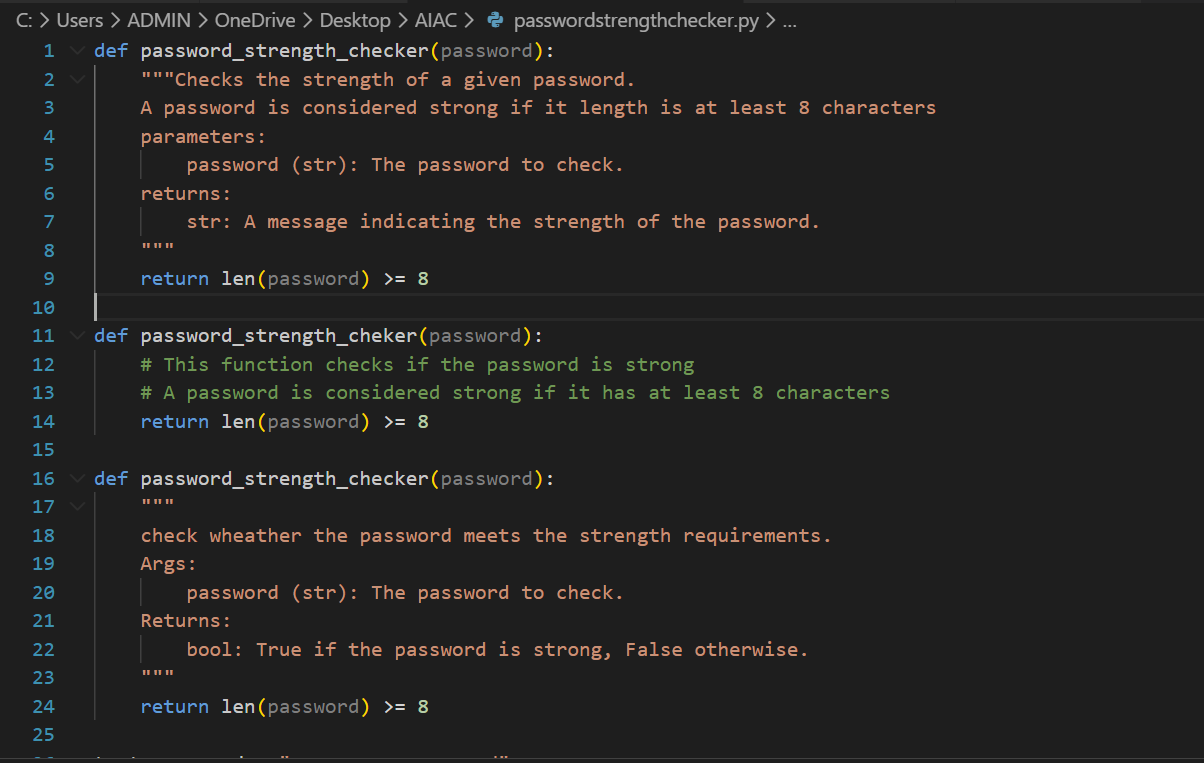 C: > Users > ADMIN > OneDrive > Desktop > AIAC > passwordstrengthchecker.py > ...
1 def password_strength_checker(password):
2     """Checks the strength of a given password.
3     A password is considered strong if it length is at least 8 characters
4     parameters:
5         password (str): The password to check.
6     returns:
7         str: A message indicating the strength of the password.
8     """
9     return len(password) >= 8
10
11 def password_strength_cheker(password):
12     # This function checks if the password is strong
13     # A password is considered strong if it has at least 8 characters
14     return len(password) >= 8
15
16 def password_strength_checker(password):
17     """
18     check wheather the password meets the strength requirements.
19     Args:
20         password (str): The password to check.
21     Returns:
22         bool: True if the password is strong, False otherwise.
23     """
24     return len(password) >= 8
25